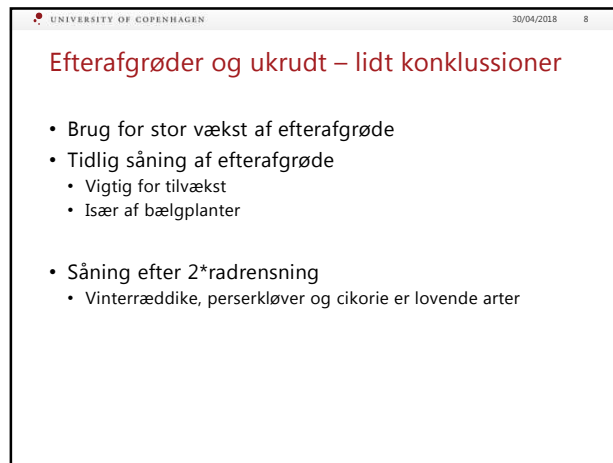 UNIVERSITY OF COPENHAGEN 30/04/2018 8
Efterafgrøder og ukrudt – lidt konklussioner
• Brug for stor vækst af efterafgrøde
• Tidlig såning af efterafgrøde
• Vigtig for tilvækst
• Især af bælgplanter
• Såning efter 2*radrensning
• Vinterræddike, perserkløver og cikorie er lovende arter